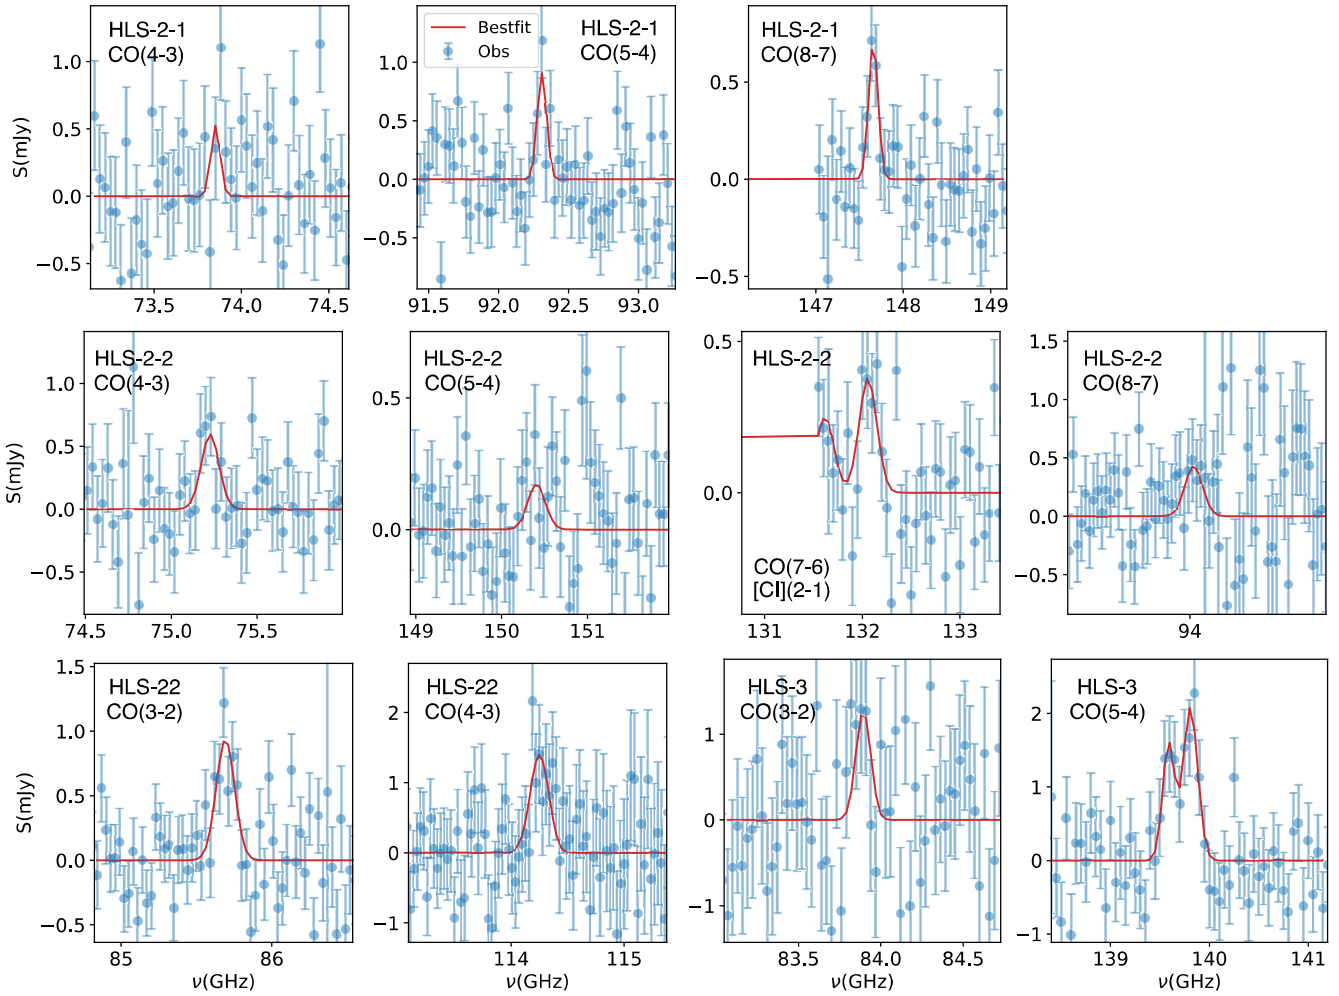 HLS-2-1
CO(4-3)
S(mJy)
1.0
0.5
0.0
−0.5
73.5
74.0
74.5
Bestfit
Obs
HLS-2-1
CO(5-4)
1.0
0.5
0.0
−0.5
91.5
92.0
92.5
93.0
HLS-2-1
CO(8-7)
0.5
0.0
−0.5
147
148
149
HLS-2-2
CO(4-3)
S(mJy)
1.0
0.5
0.0
−0.5
74.5
75.0
75.5
HLS-2-2
CO(5-4)
0.5
0.0
149
150
151
HLS-2-2
0.5
0.0
CO(7-6)
[CI](2-1)
131
132
133
HLS-2-2
CO(8-7)
1.5
1.0
0.5
0.0
−0.5
94
HLS-22
CO(3-2)
S(mJy)
1.5
1.0
0.5
0.0
−0.5
85
86
ν(GHz)
HLS-22
CO(4-3)
2
1
0
−1
114
115
ν(GHz)
HLS-3
CO(3-2)
1
0
−1
83.5
84.0
84.5
ν(GHz)
HLS-3
CO(5-4)
2
1
0
−1
139
140
141
ν(GHz)